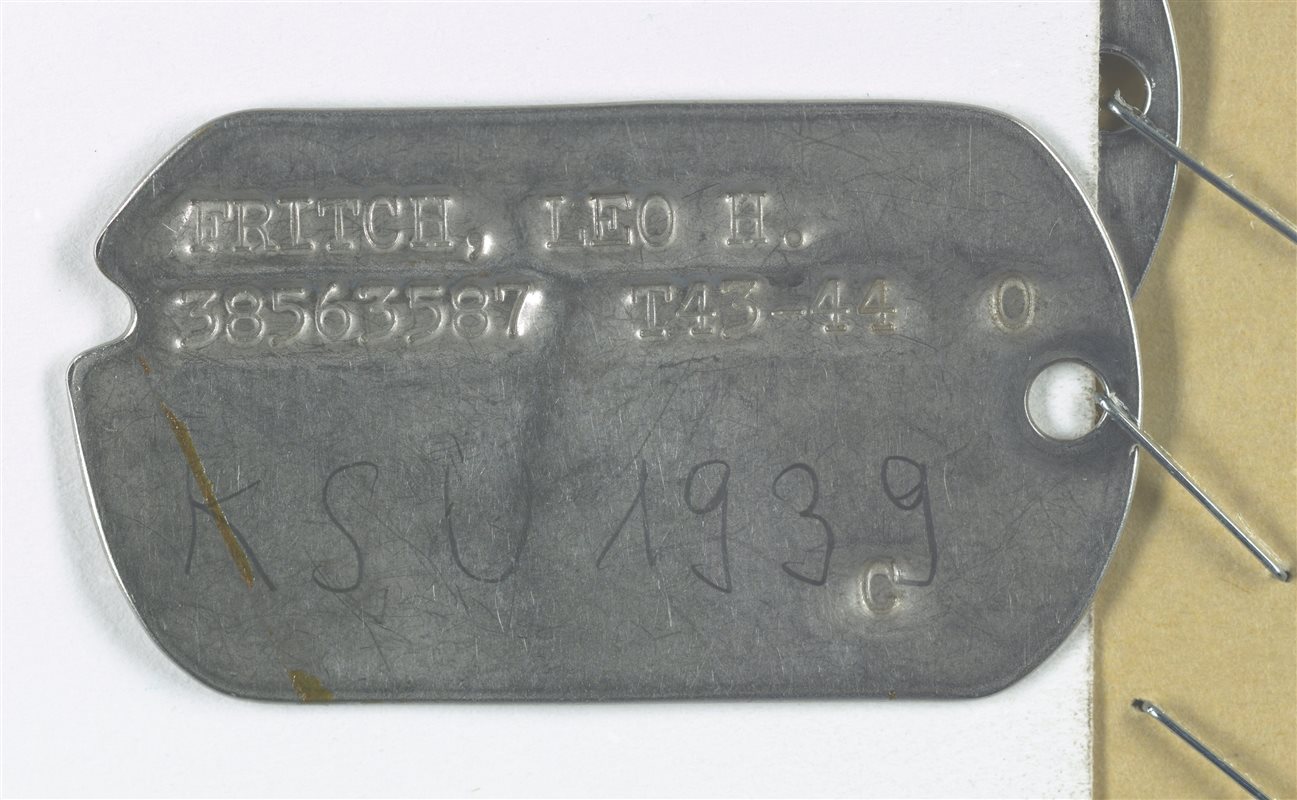 FRITCH, LEO H.
38563587 T43-44 O
KSU 1939
C